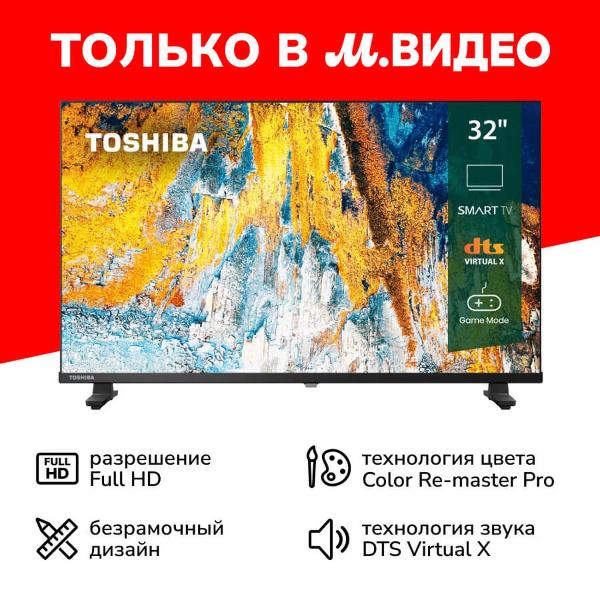 ТОЛЬКО В м.ВИДЕО
TOSHIBA
32"
SMART TV
dts
VIRTUAL X
Game Mode
TOSHIBA
FULL HD
разрешение
Full HD
технология цвета
Color Re-master Pro
безрамочный
дизайн
технология звука
DTS Virtual X